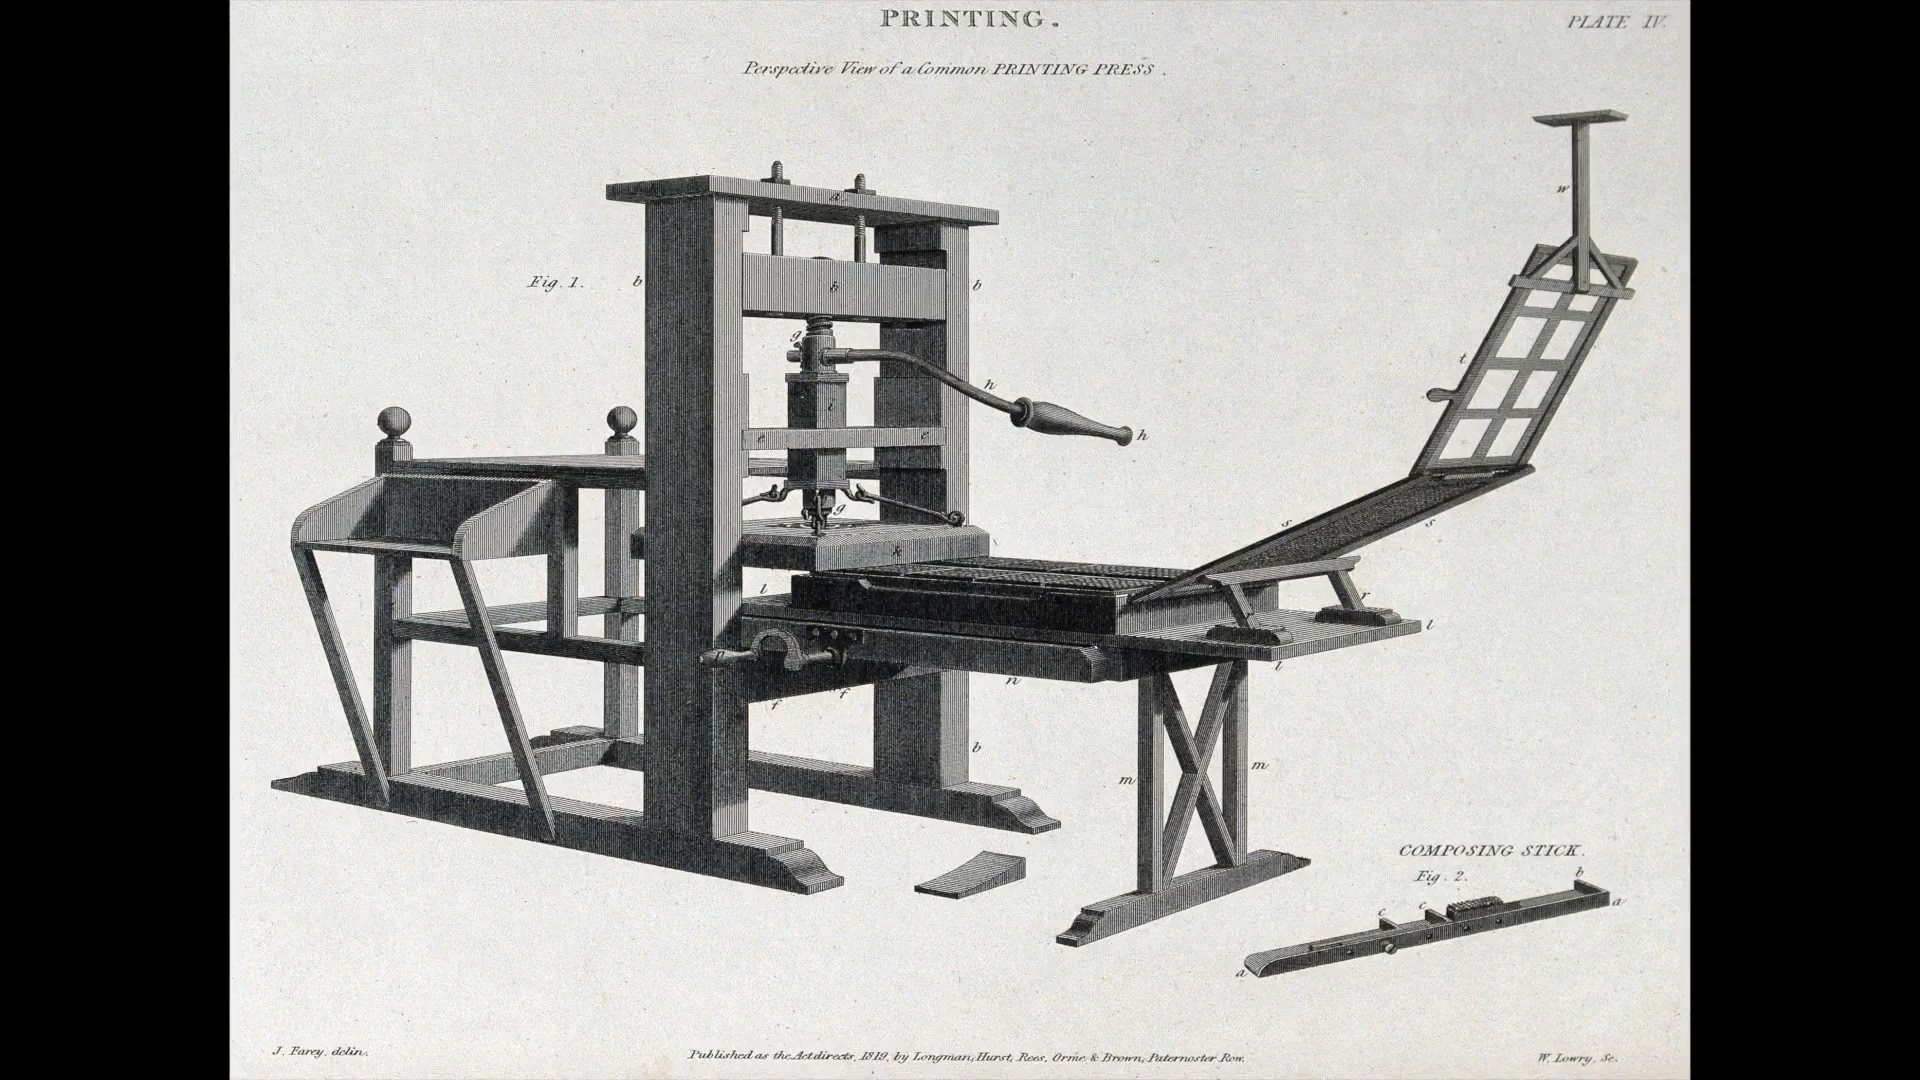 PRINTING.
PLATE IV.
Perspective View of a Common PRINTING PRESS.
w
a
Fig. 1.
b
b
b
g
t
h
h
i
e
e
g
s
s
k
l
r
l
l
n
f
f
b
m
m
COMPOSING STICK.
Fig. 2.
b
c
c
a
a
J. Farey, delin.
Published as the Act directs, 1819, by Longman, Hurst, Rees, Orme & Brown, Paternoster Row.
W. Lowry, Sc.